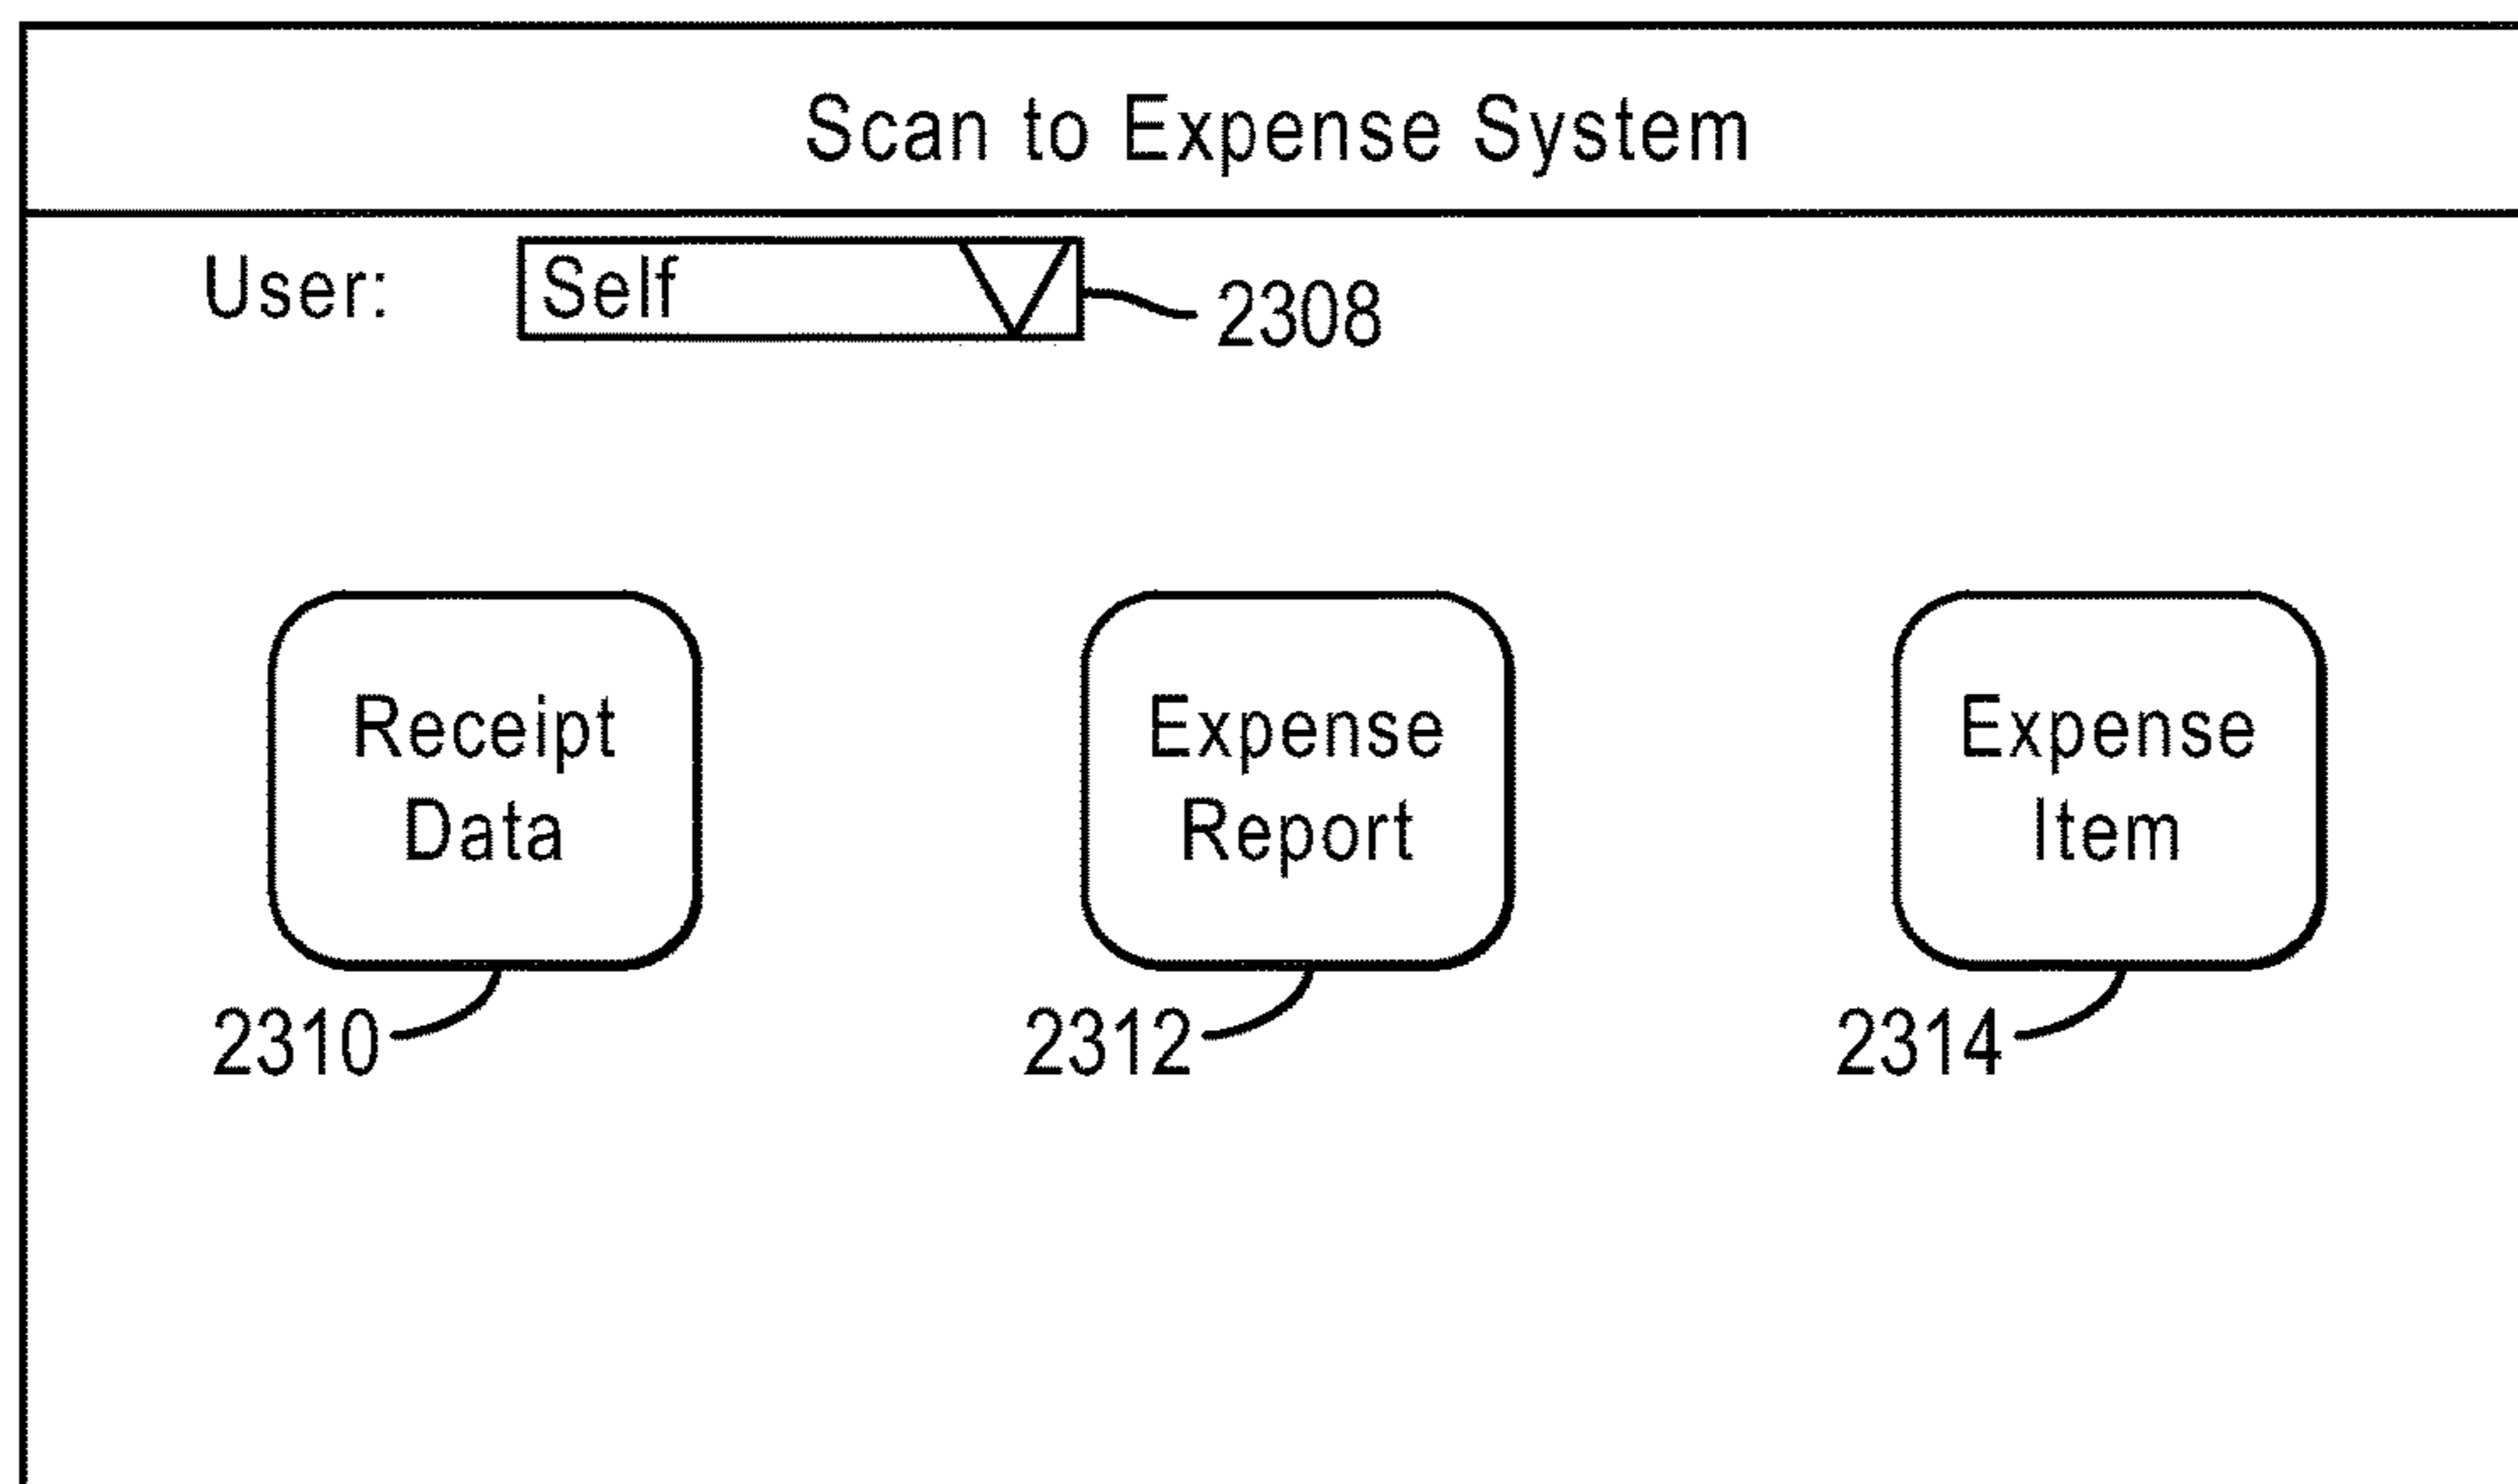 Scan to Expense System
User: Self 2308
Receipt Data
Expense Report
Expense Item
2310 2312 2314